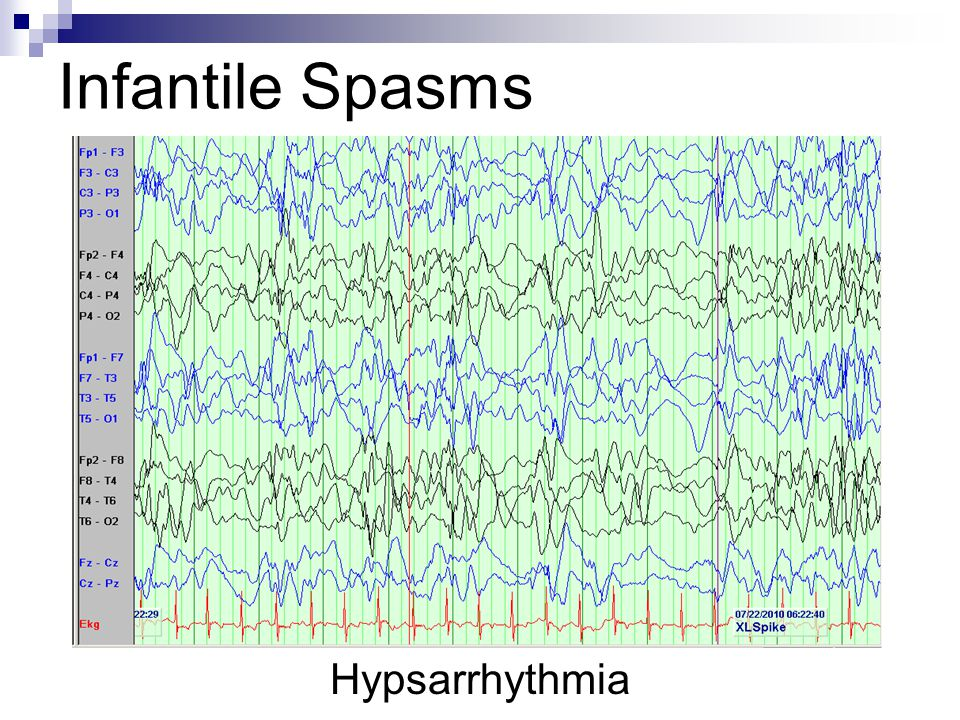 Infantile Spasms
Fp1 - F3
F3 - C3
C3 - P3
P3 - O1
Fp2 - F4
F4 - C4
C4 - P4
P4 - O2
Fp1 - F7
F7 - T3
T3 - T5
T5 - O1
Fp2 - F8
F8 - T4
T4 - T6
T6 - O2
Fz - Cz
Cz - Pz
Ekg
22:29
07/22/2010 06:22:40
XLSpike
Hypsarrhythmia